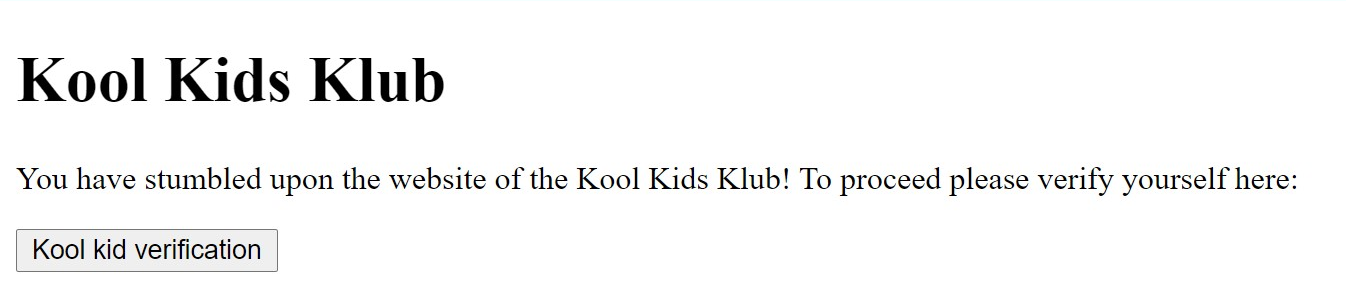 Kool Kids Klub
You have stumbled upon the website of the Kool Kids Klub! To proceed please verify yourself here:
Kool kid verification